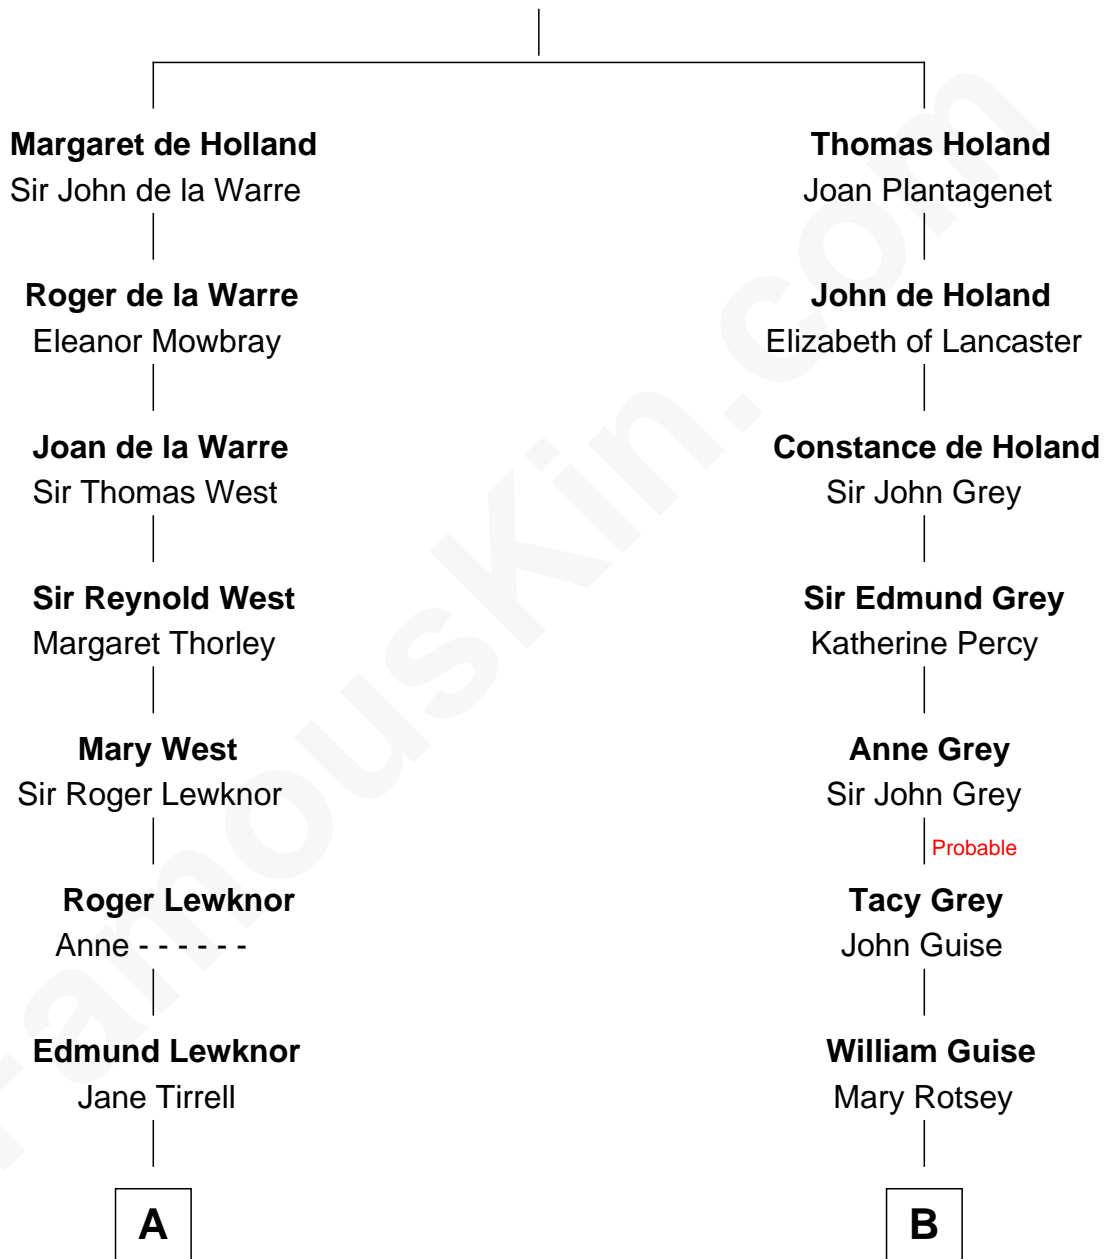 Margaret de Holland
Sir John de la Warre
Thomas Holand
Joan Plantagenet
Roger de la Warre
Eleanor Mowbray
John de Holand
Elizabeth of Lancaster
Joan de la Warre
Sir Thomas West
Constance de Holand
Sir John Grey
Sir Reynold West
Margaret Thorley
Sir Edmund Grey
Katherine Percy
Mary West
Sir Roger Lewknor
Anne Grey
Sir John Grey
Probable
Roger Lewknor
Anne - - - - - -
Tacy Grey
John Guise
Edmund Lewknor
Jane Tirrell
William Guise
Mary Rotsey
A
B
FamousKin.com